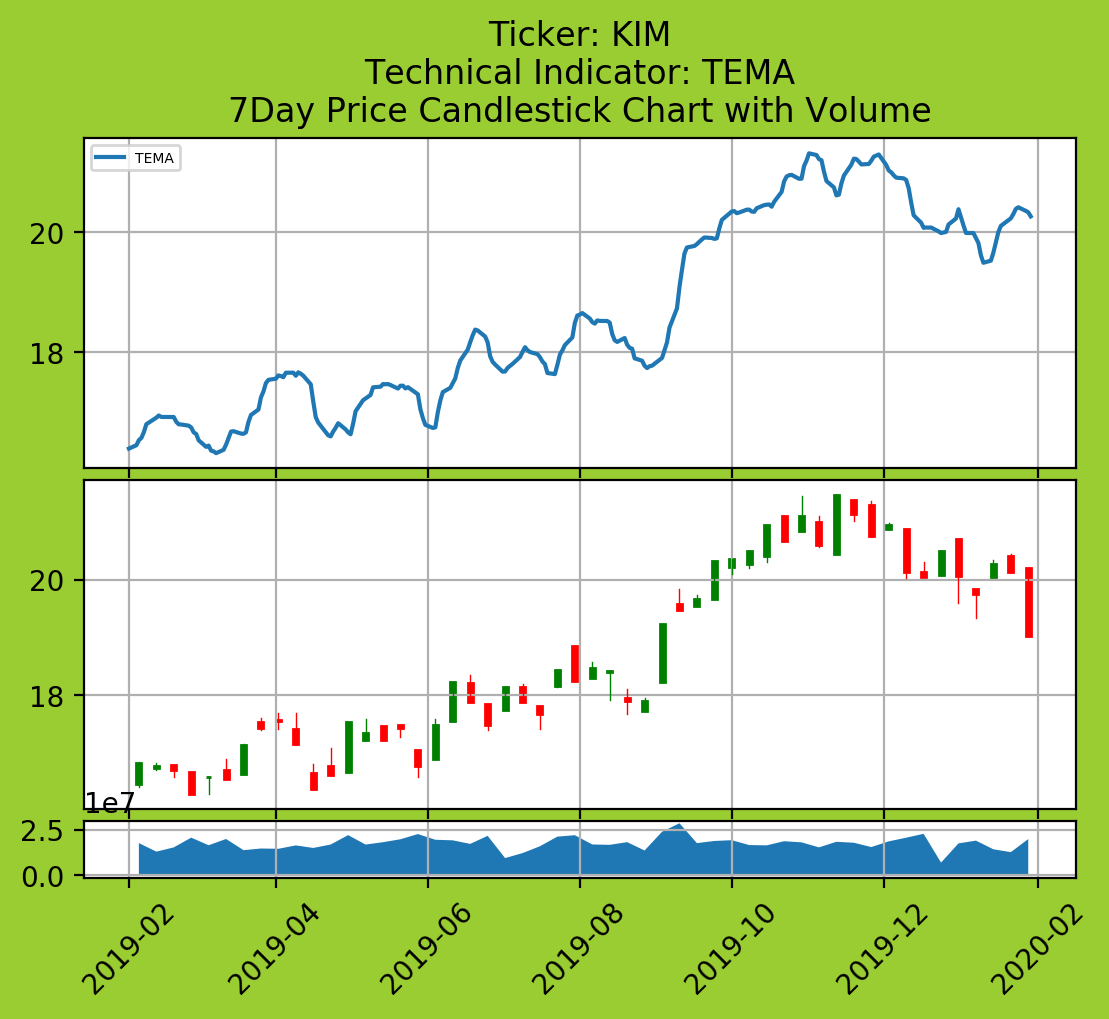 Ticker: KIM
Technical Indicator: TEMA
7Day Price Candlestick Chart with Volume
TEMA
20
18
20
18
1e7
2.5
0.0
2019-02
2019-04
2019-06
2019-08
2019-10
2019-12
2020-02